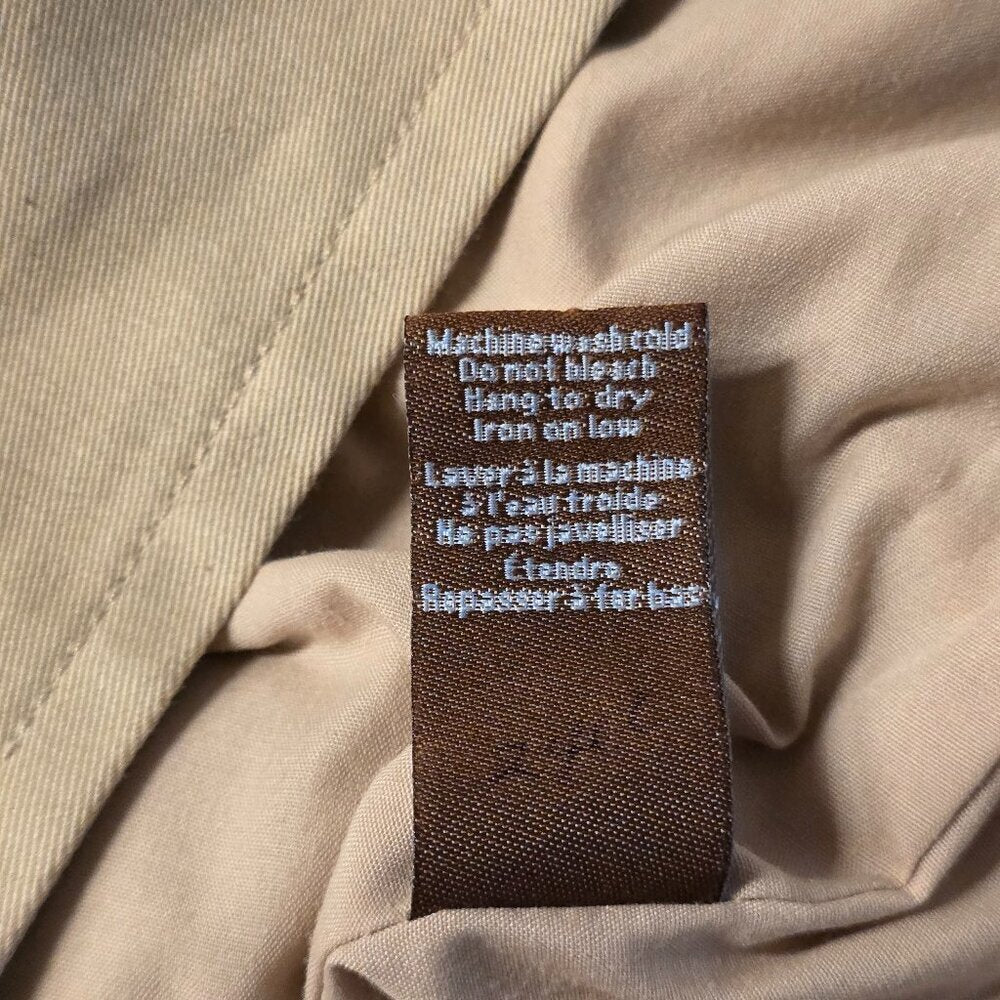 Machine wash cold
Do not bleach
Hang to dry
Iron on low
Laver à la machine
à l'eau froide
Ne pas javelliser
Étendre
Repasser à fer bas